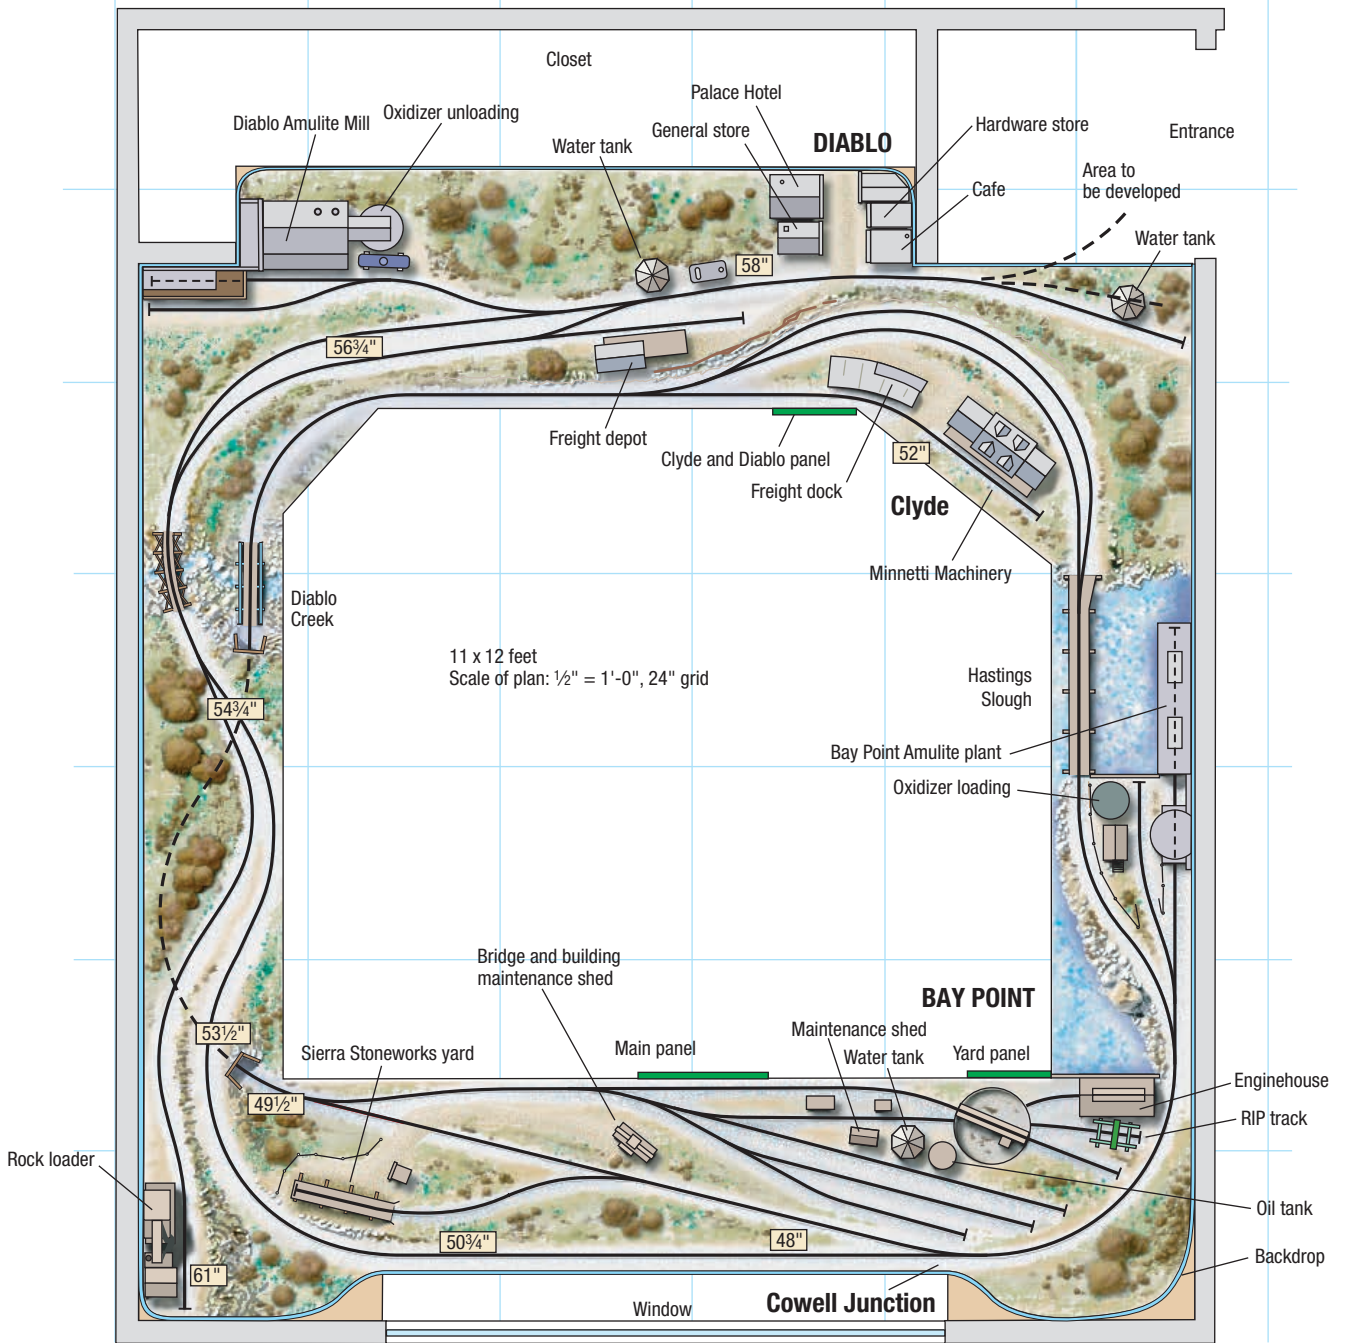 Closet
Palace Hotel
Diablo Amulite Mill
Oxidizer unloading
General store
DIABLO
Hardware store
Entrance
Water tank
Area to
be developed
Cafe
Water tank
58"
56¾"
Freight depot
Clyde and Diablo panel
Freight dock
52"
Clyde
Minnetti Machinery
Diablo
Creek
11 x 12 feet
Scale of plan: ½" = 1'-0", 24" grid
Hastings
Slough
54¾"
Bay Point Amulite plant
Oxidizer loading
Bridge and building
maintenance shed
BAY POINT
53½"
Sierra Stoneworks yard
Main panel
Maintenance shed
Water tank
Yard panel
Enginehouse
49½"
RIP track
Rock loader
Oil tank
50¾"
48"
Backdrop
61"
Window
Cowell Junction